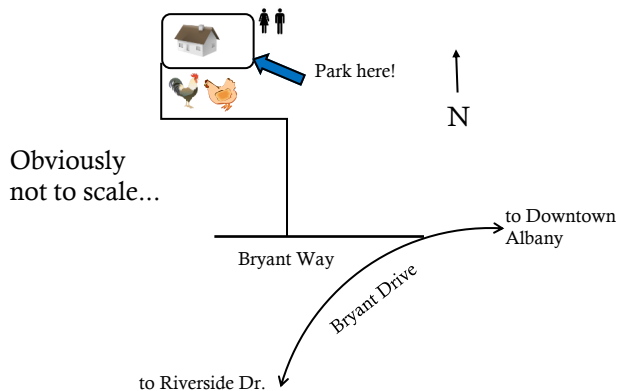 Park here!
N
Obviously
not to scale...
to Downtown
Albany
Bryant Way
Bryant Drive
to Riverside Dr.